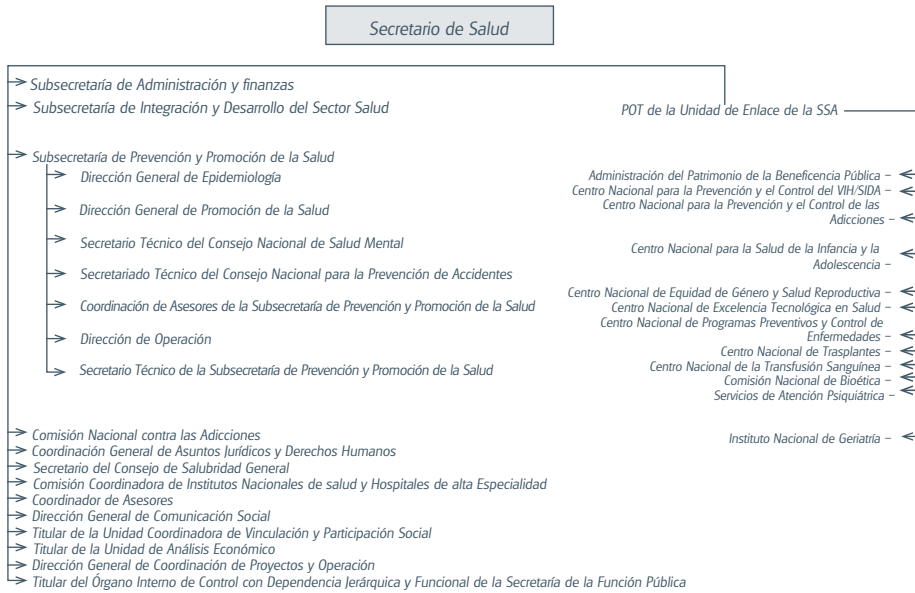 Secretario de Salud
Subsecretaría de Administración y finanzas
Subsecretaría de Integración y Desarrollo del Sector Salud
POT de la Unidad de Enlace de la SSA
Subsecretaría de Prevención y Promoción de la Salud
Dirección General de Epidemiología
Dirección General de Promoción de la Salud
Secretario Técnico del Consejo Nacional de Salud Mental
Secretariado Técnico del Consejo Nacional para la Prevención de Accidentes
Coordinación de Asesores de la Subsecretaría de Prevención y Promoción de la Salud
Dirección de Operación
Secretario Técnico de la Subsecretaría de Prevención y Promoción de la Salud
Administración del Patrimonio de la Beneficencia Pública –
Centro Nacional para la Prevención y el Control del VIH/SIDA –
Centro Nacional para la Prevención y el Control de las
Adicciones –
Centro Nacional para la Salud de la Infancia y la
Adolescencia –
Centro Nacional de Equidad de Género y Salud Reproductiva –
Centro Nacional de Excelencia Tecnológica en Salud –
Centro Nacional de Programas Preventivos y Control de
Enfermedades –
Centro Nacional de Trasplantes –
Centro Nacional de la Transfusión Sanguínea –
Comisión Nacional de Bioética –
Servicios de Atención Psiquiátrica –
Instituto Nacional de Geriatría –
Comisión Nacional contra las Adicciones
Coordinación General de Asuntos Jurídicos y Derechos Humanos
Secretario del Consejo de Salubridad General
Comisión Coordinadora de Institutos Nacionales de salud y Hospitales de alta Especialidad
Coordinador de Asesores
Dirección General de Comunicación Social
Titular de la Unidad Coordinadora de Vinculación y Participación Social
Titular de la Unidad de Análisis Económico
Dirección General de Coordinación de Proyectos y Operación
Titular del Órgano Interno de Control con Dependencia Jerárquica y Funcional de la Secretaría de la Función Pública